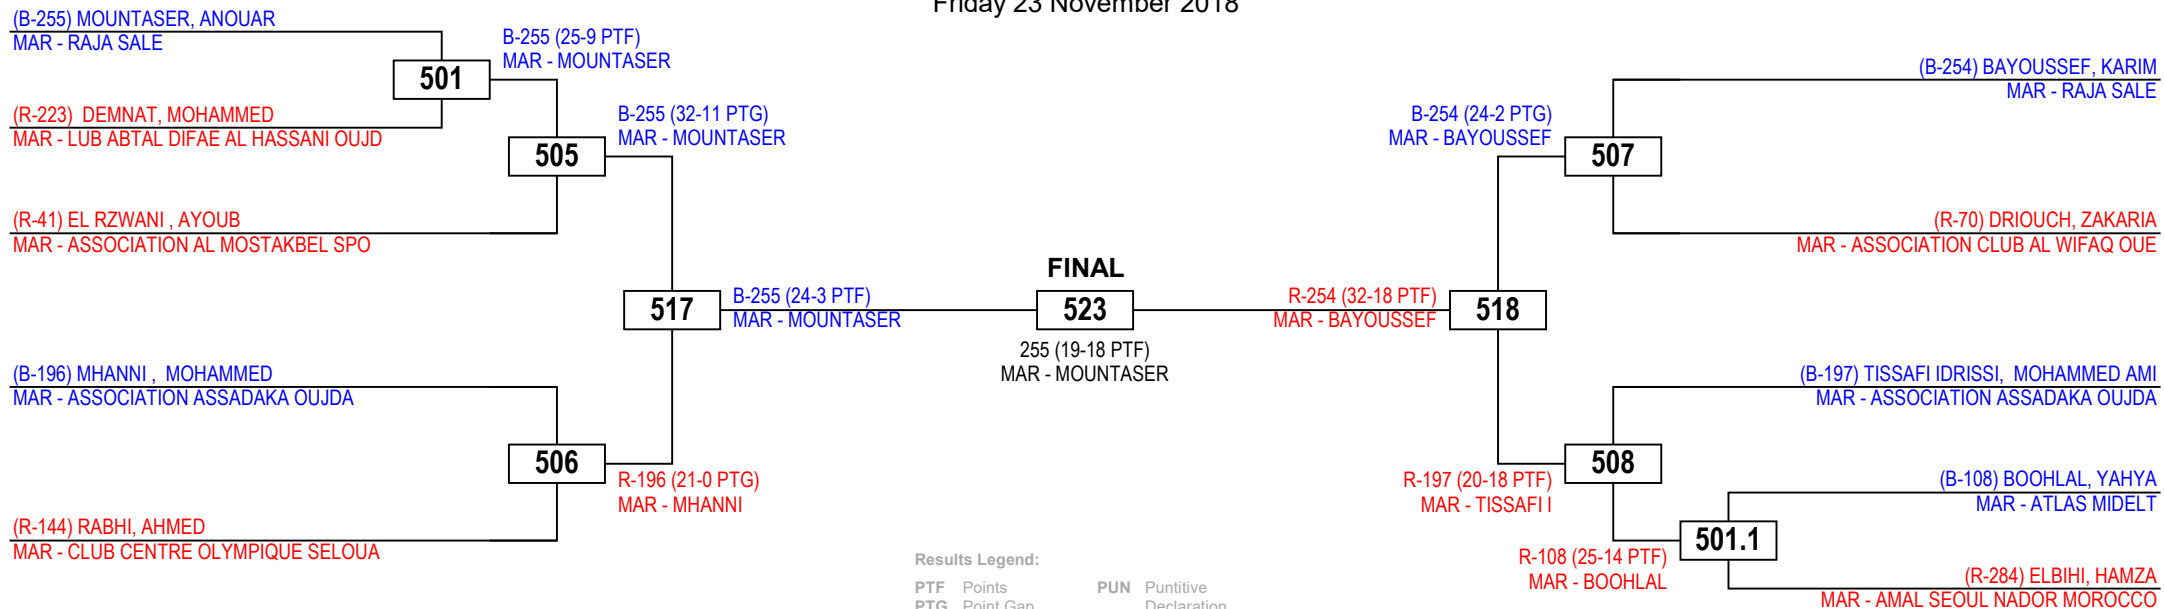 Friday 23 November 2018
(B-255) MOUNTASER, ANOUAR
MAR - RAJA SALE
B-255 (25-9 PTF)
MAR - MOUNTASER
501
(R-223) DEMNAT, MOHAMMED
MAR - LUB ABTAL DIFAE AL HASSANI OUJD
B-255 (32-11 PTG)
MAR - MOUNTASER
505
(R-41) EL RZWANI , AYOUB
MAR - ASSOCIATION AL MOSTAKBEL SPO
517
B-255 (24-3 PTF)
MAR - MOUNTASER
(B-196) MHANNI , MOHAMMED
MAR - ASSOCIATION ASSADAKA OUJDA
506
R-196 (21-0 PTG)
MAR - MHANNI
(R-144) RABHI, AHMED
MAR - CLUB CENTRE OLYMPIQUE SELOUA
FINAL
523
255 (19-18 PTF)
MAR - MOUNTASER
(B-254) BAYOUSSEF, KARIM
MAR - RAJA SALE
B-254 (24-2 PTG)
MAR - BAYOUSSEF
507
(R-70) DRIOUCH, ZAKARIA
MAR - ASSOCIATION CLUB AL WIFAQ OUE
R-254 (32-18 PTF)
MAR - BAYOUSSEF
518
(B-197) TISSAFI IDRISSI, MOHAMMED AMI
MAR - ASSOCIATION ASSADAKA OUJDA
508
R-197 (20-18 PTF)
MAR - TISSAFI I
(B-108) BOOHLAL, YAHYA
MAR - ATLAS MIDELT
501.1
R-108 (25-14 PTF)
MAR - BOOHLAL
(R-284) ELBIHI, HAMZA
MAR - AMAL SEOUL NADOR MOROCCO
Results Legend:
PTF Points PUN Puntitive
PTG Point Gap Declaration